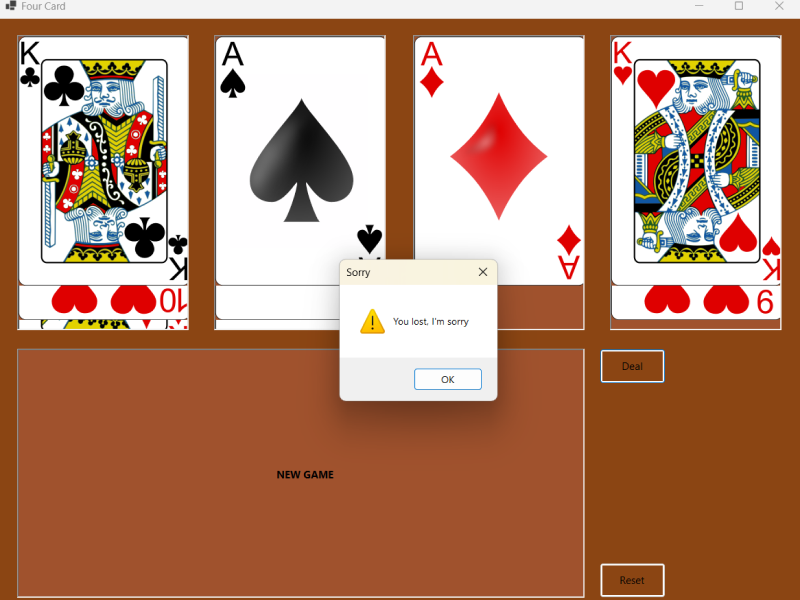 Four Card
K
A
A
K
K
A
K
10
9
Sorry
You lost, I'm sorry
OK
Deal
NEW GAME
Reset